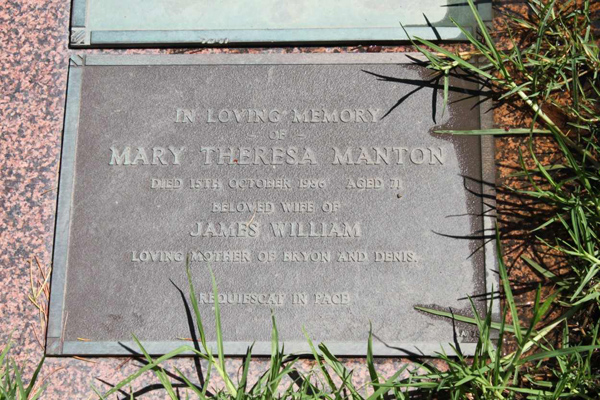 IN LOVING MEMORY
OF
MARY THERESA MANTON
DIED 15TH OCTOBER 1986 AGED 71
BELOVED WIFE OF
JAMES WILLIAM
LOVING MOTHER OF BRYON AND DENIS.
REQUIESCAT IN PACE